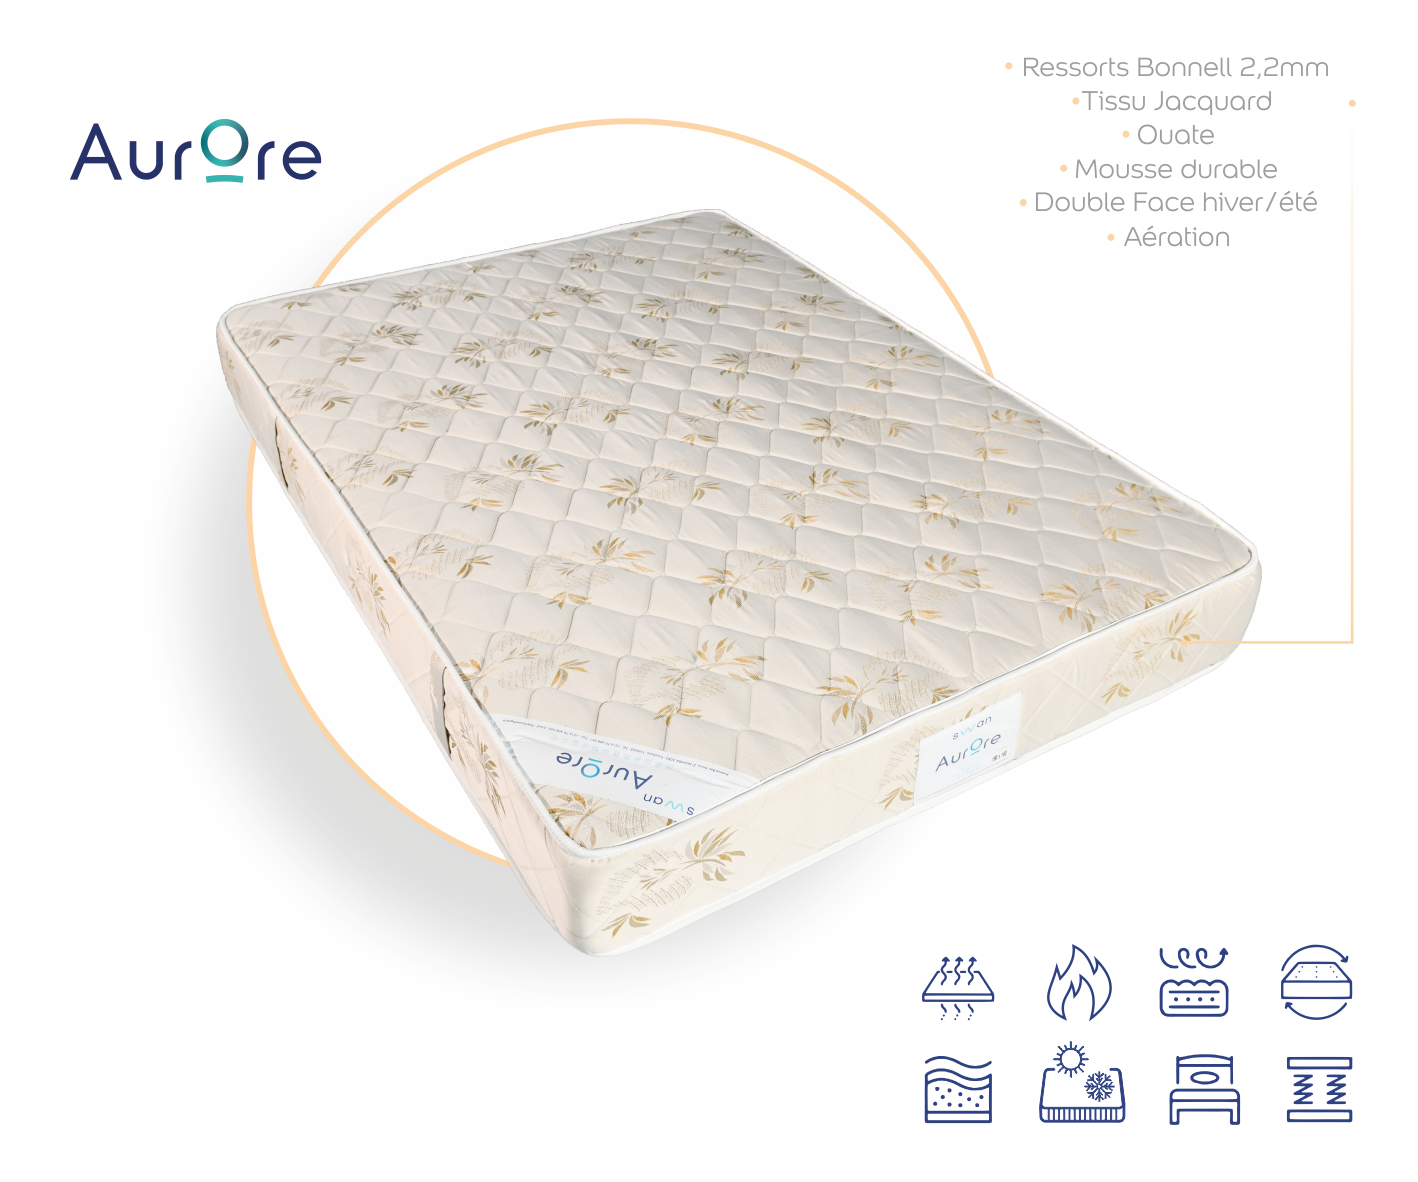 Aurore
• Ressorts Bonnell 2,2mm
•Tissu Jacquard
• Ouate
• Mousse durable
• Double Face hiver/été
• Aération
swan
Aurore
swan
Aurore